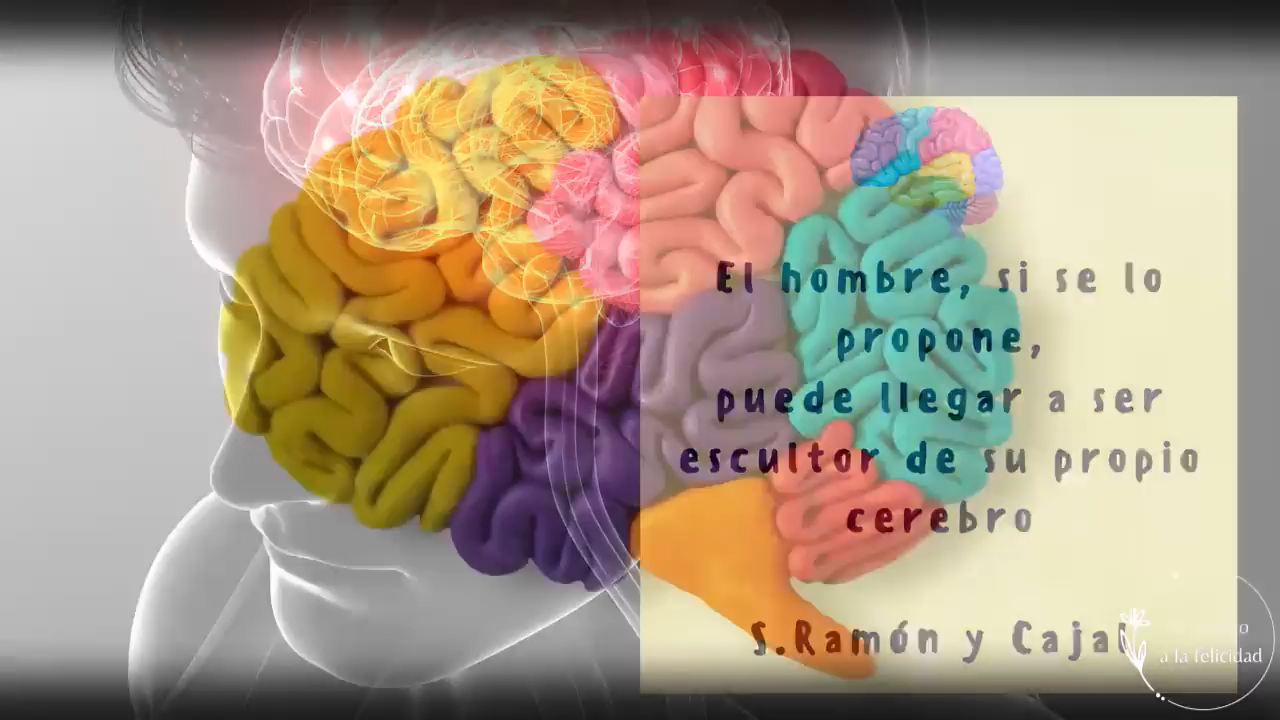 El hombre, si se lo
propone,
puede llegar a ser
escultor de su propio
cerebro
S.Ramón y Cajal
a la felicidad